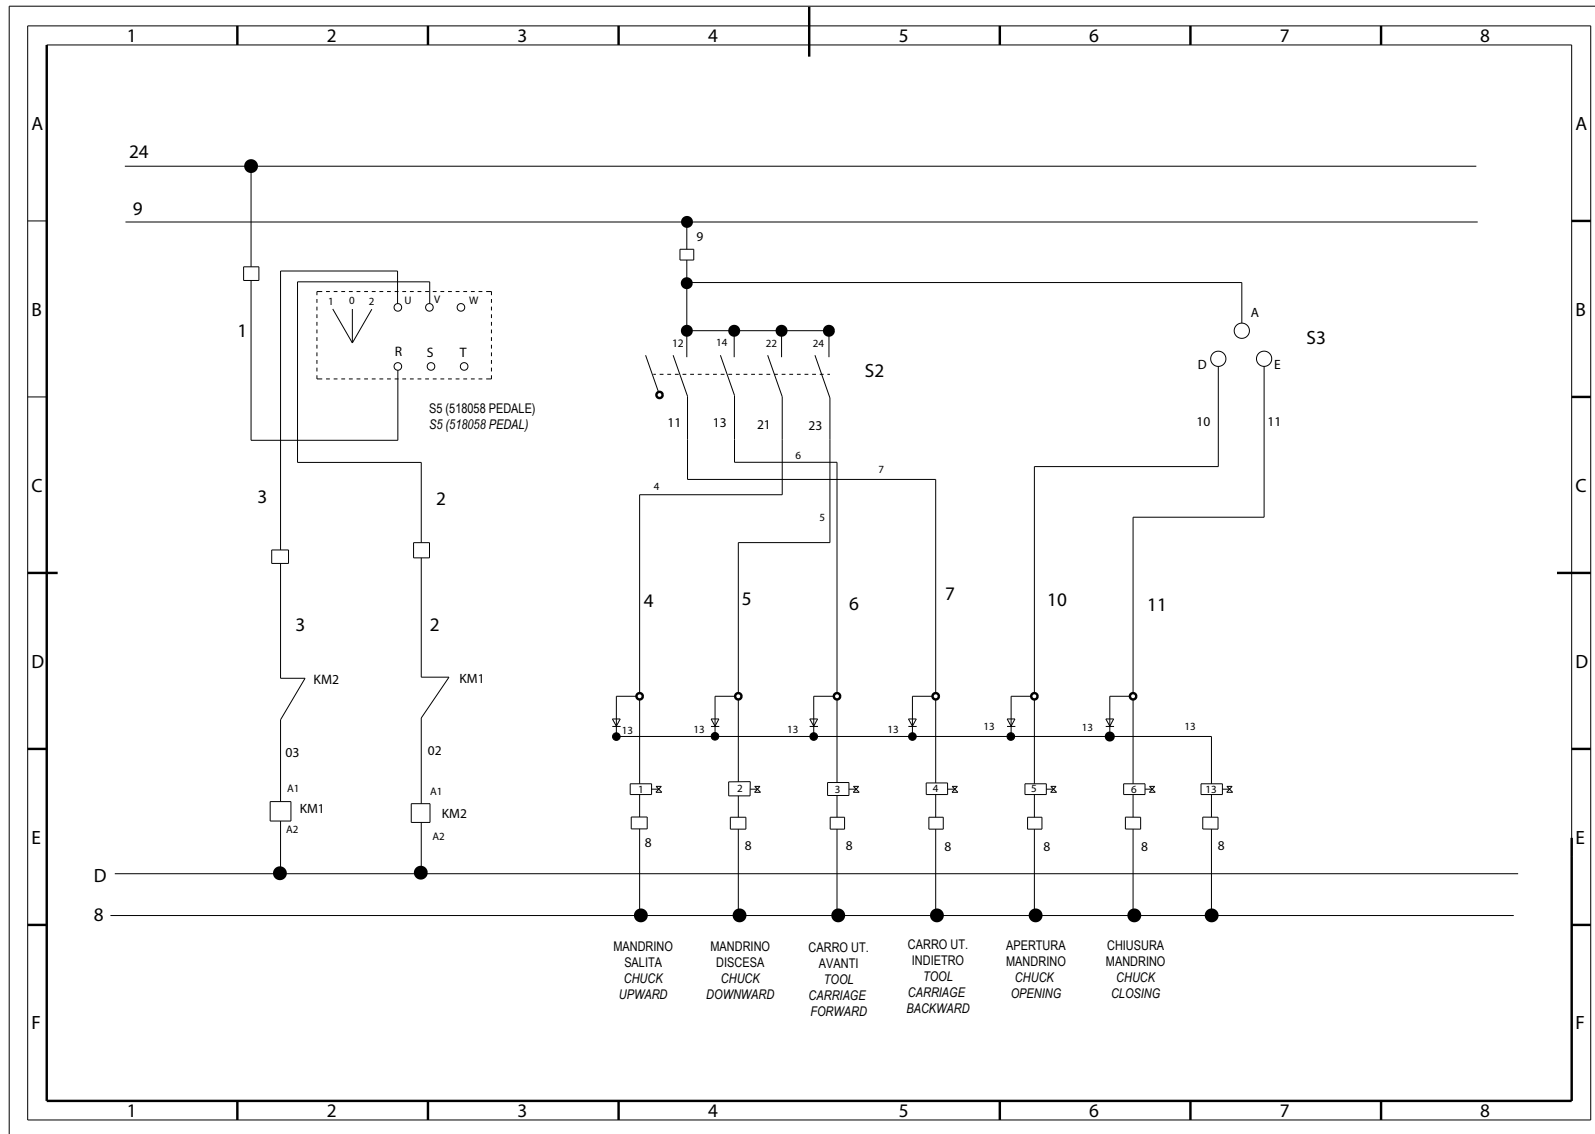 1 2 3 4 5 6 7 8
A A
24
9
9
B B
1 0 2 U V W
A
S3
1
R S T
12 14 22 24
S2
D E
S5 (518058 PEDALE)
S5 (518058 PEDAL)
11 13 21 23
10 11
6
7
C C
3 2
4
5
4 5 6 7 10 11
3 2
D D
KM2 KM1
13 13 13 13 13 13 13
03 02
A1 A1
1 2 3 4 5 6 13
KM1 KM2
A2 A2
E E
8 8 8 8 8 8 8
D
8
MANDRINO
SALITA
CHUCK
UPWARD
MANDRINO
DISCESA
CHUCK
DOWNWARD
CARRO UT.
AVANTI
TOOL
CARRIAGE
FORWARD
CARRO UT.
INDIETRO
TOOL
CARRIAGE
BACKWARD
APERTURA
MANDRINO
CHUCK
OPENING
CHIUSURA
MANDRINO
CHUCK
CLOSING
F F
1 2 3 4 5 6 7 8